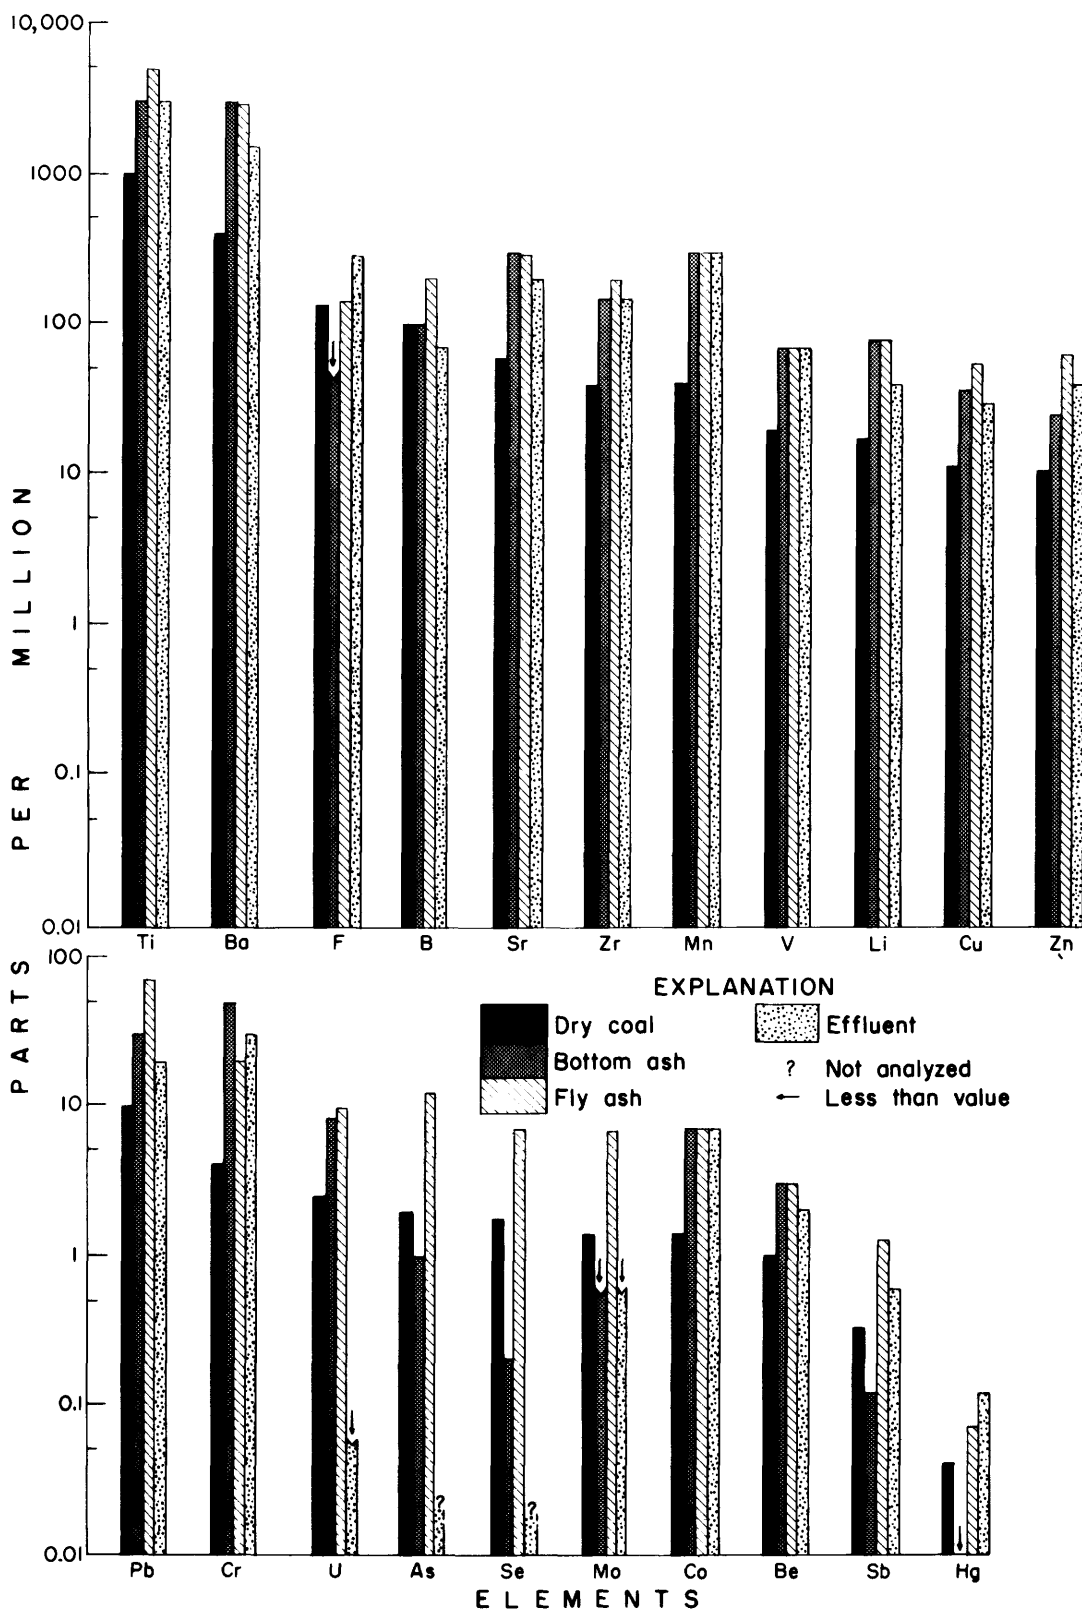 10,000
1000
100
10
1
0.1
0.01
Ti Ba F B Sr Zr Mn V Li Cu Zn
PARTS PER MILLION
100
10
1
0.1
0.01
EXPLANATION
Dry coal
Bottom ash
Fly ash
Effluent
? Not analyzed
← Less than value
?
?
Pb Cr U As Se Mo Co Be Sb Hg
ELEMENTS